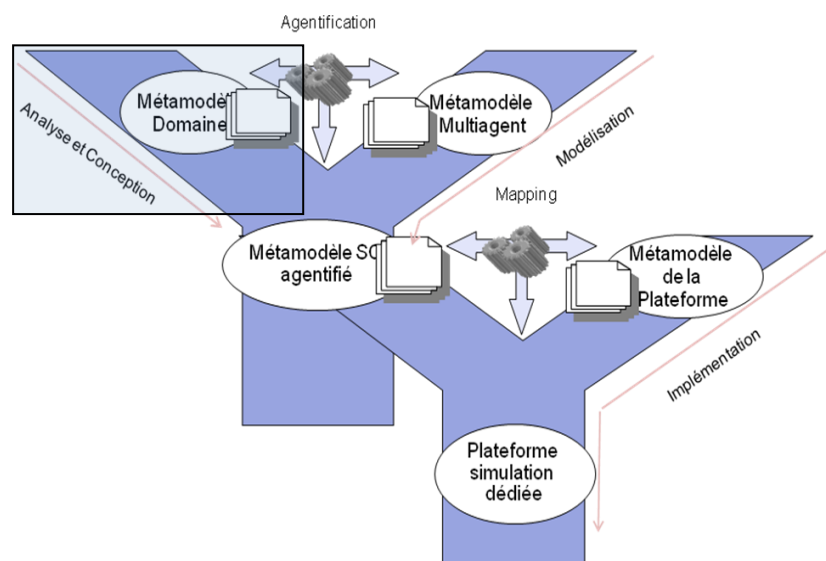 Agentification
Métamodèl
Domaine
Métamodèle
Multiagent
Analyse et Conception
Modélisation
Mapping
Métamodèle SC
agentifié
Métamodèle
de la
Plateforme
Implémentation
Plateforme
simulation
dédiée